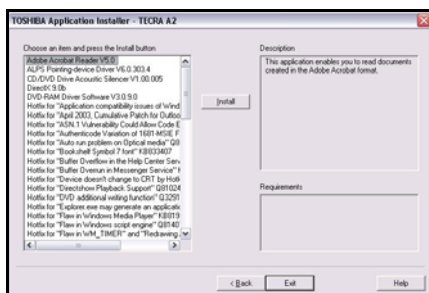 TOSHIBA Application Installer - TECRA A2
Choose an item and press the Install button
Adobe Acrobat Reader V5.0
ALPS Pointing-device Driver V6.0.303.4
CD/DVD Drive Acoustic Silencer V1.00.005
DirectX 9.0b
DVD-RAM Driver Software V3.0.9.0
Hotfix for "Application compatibility issues of Wind
Hotfix for "April 2003, Cumulative Patch for Outloo
Hotfix for "ASN.1 Vulnerability Could Allow Code E
Hotfix for "Authenticode Variation of 1681-MSIE F
Hotfix for "Auto run problem on Optical media" Q8
Hotfix for "Bookshelf Symbol 7 font" KB833407
Hotfix for "Buffer Overflow in the Help Center Serv
Hotfix for "Buffer Overrun in Messenger Service" K
Hotfix for "Device doesn't change to CRT by Hotk
Hotfix for "Directshow Playback Support" Q81024
Hotfix for "DVD additional writing function" Q3291
Hotfix for "Explorer.exe may generate an applicatio
Hotfix for "Flaw in Windows Media Player" KB819
Hotfix for "Flaw in Windows script engine" Q8140
Hotfix for "Flaw in WM_TIMER" and "Redrawing
Install
Description
This application enables you to read documents
created in the Adobe Acrobat format.
Requirements
< Back
Exit
Help